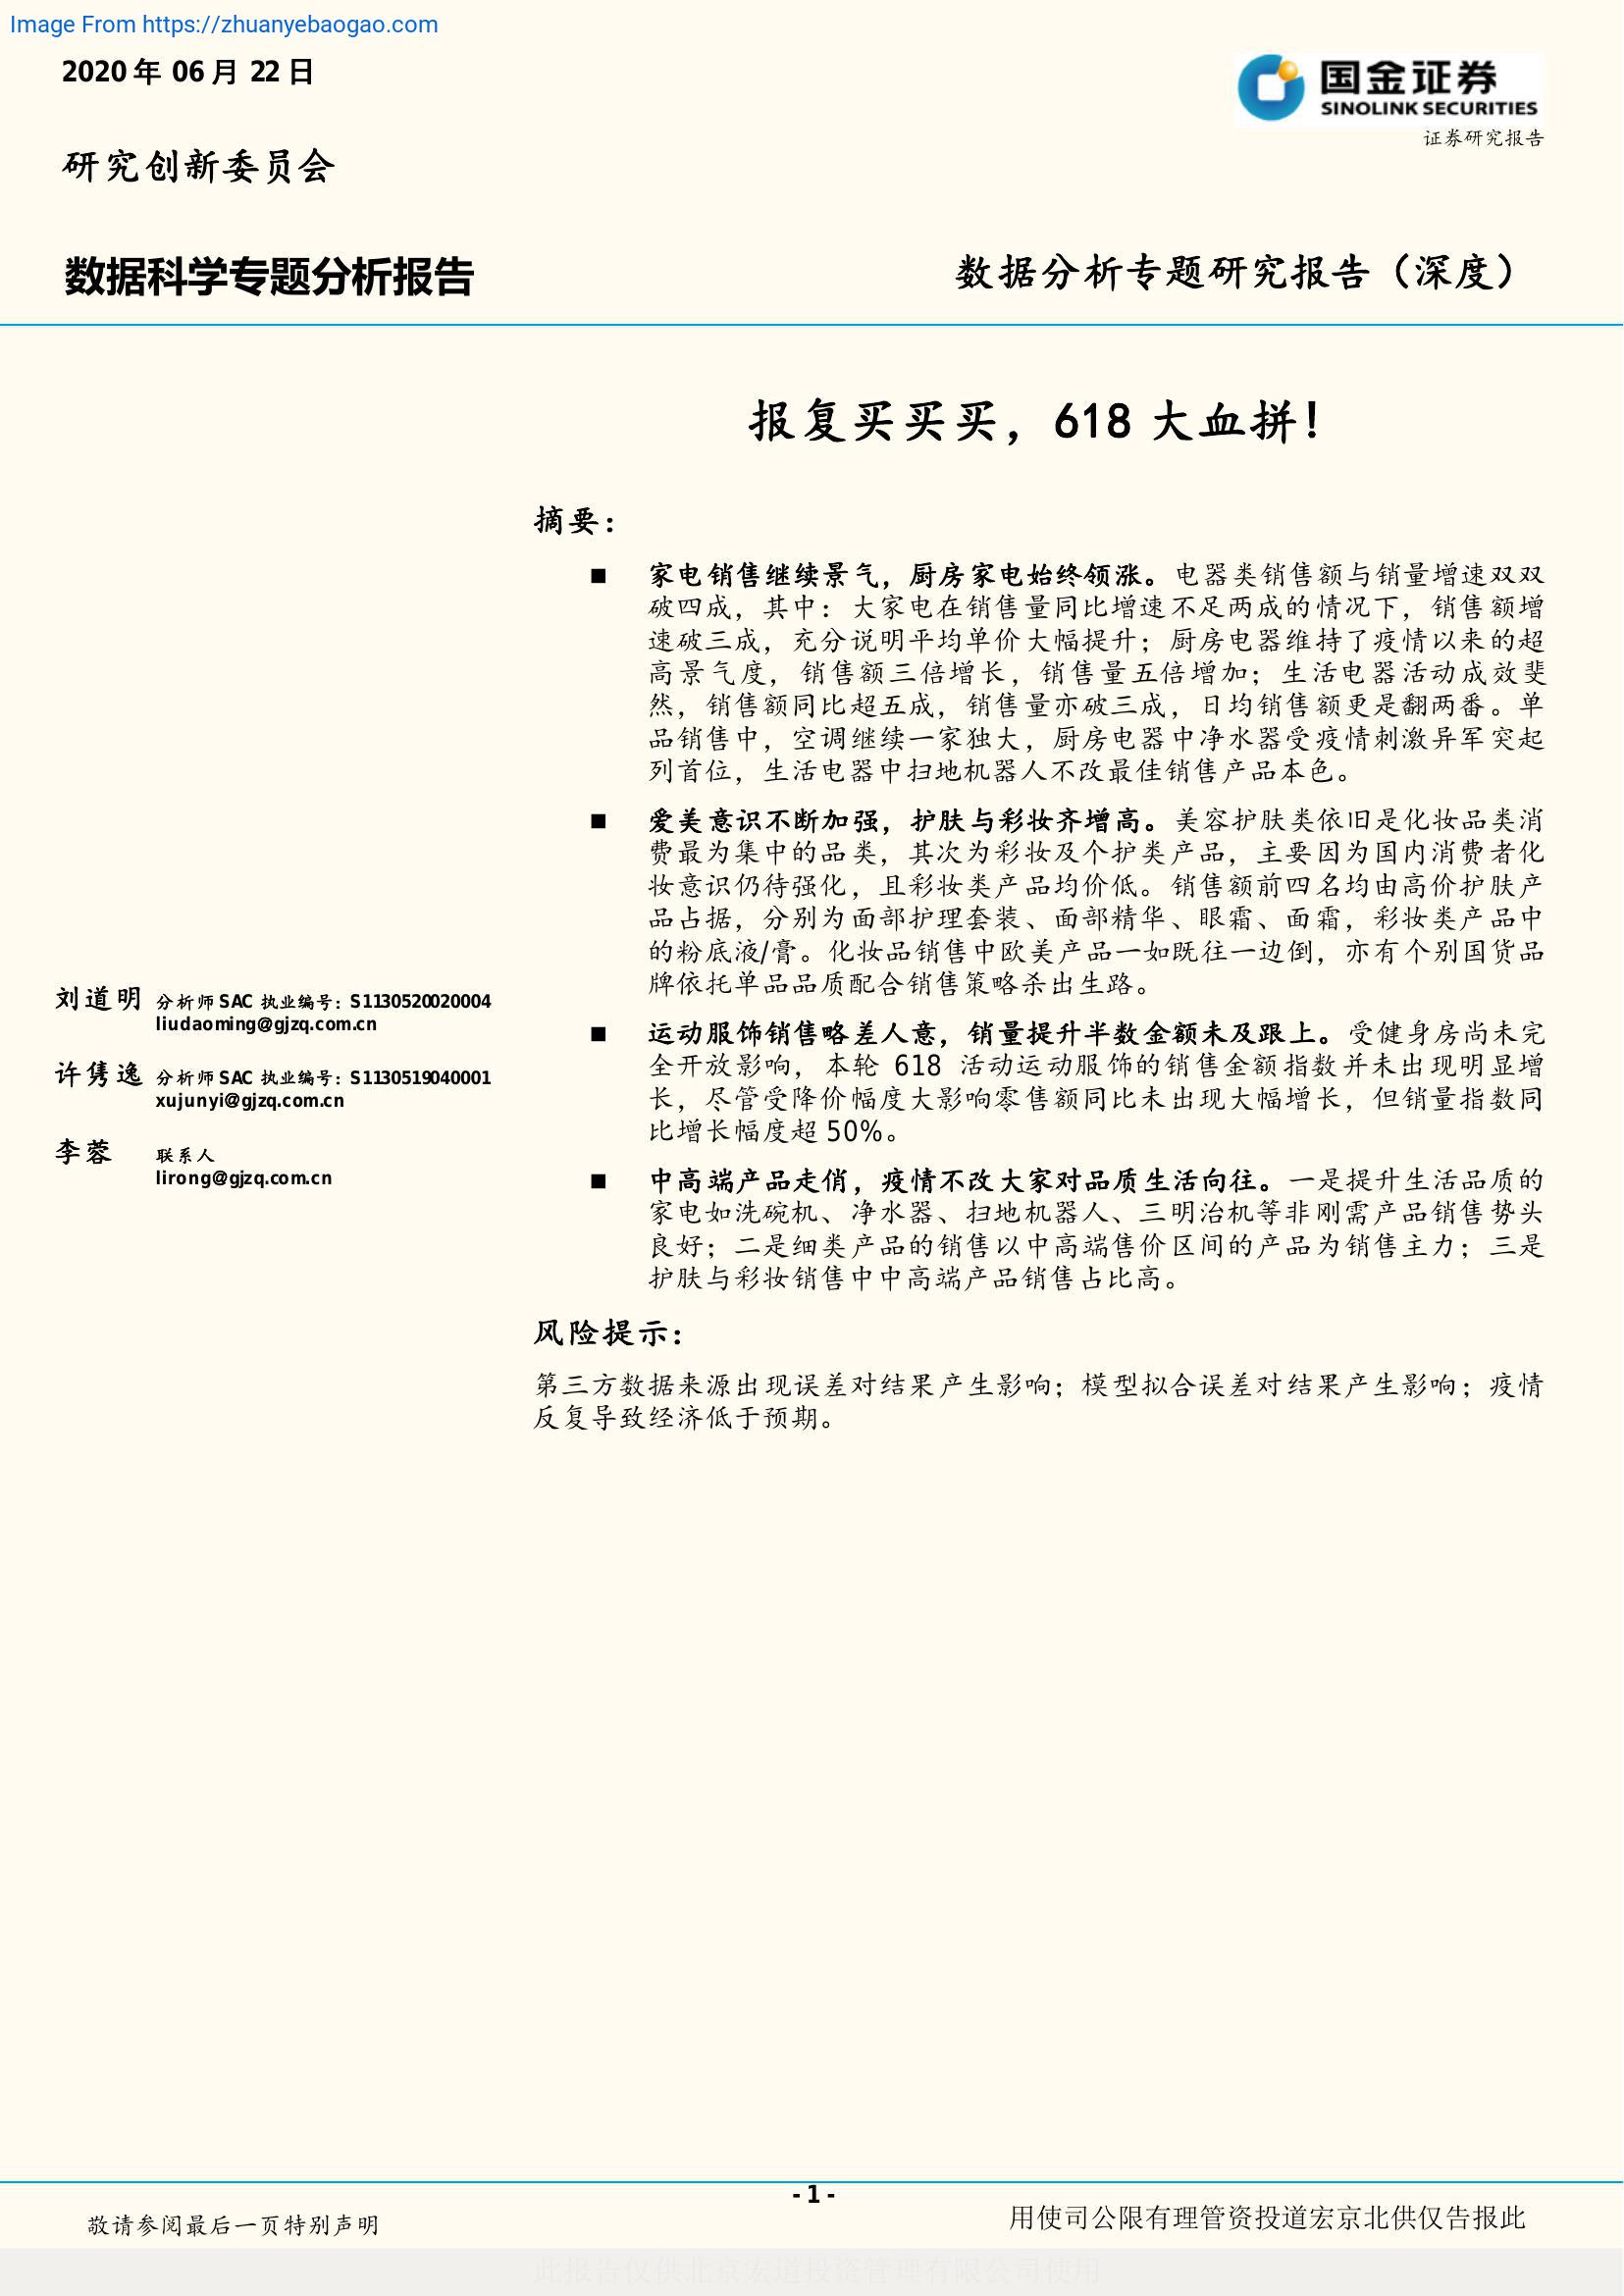 Image From https://zhuanyebaogao.com
2020 年 06 月 22 日
国金证券
SINOLINK SECURITIES
证券研究报告
研究创新委员会
数据科学专题分析报告
数据分析专题研究报告（深度）
报复买买买，618 大血拼！
摘要：
■ 家电销售继续景气，厨房家电始终领涨。电器类销售额与销量增速双双
破四成，其中：大家电在销售量同比增速不足两成的情况下，销售额增
速破三成，充分说明平均单价大幅提升；厨房电器维持了疫情以来的超
高景气度，销售额三倍增长，销售量五倍增加；生活电器活动成效斐
然，销售额同比超五成，销售量亦破三成，日均销售额更是翻两番。单
品销售中，空调继续一家独大，厨房电器中净水器受疫情刺激异军突起
列首位，生活电器中扫地机器人不改最佳销售产品本色。
■ 爱美意识不断加强，护肤与彩妆齐增高。美容护肤类依旧是化妆品类消
费最为集中的品类，其次为彩妆及个护类产品，主要因为国内消费者化
妆意识仍待强化，且彩妆类产品均价低。销售额前四名均由高价护肤产
品占据，分别为面部护理套装、面部精华、眼霜、面霜，彩妆类产品中
的粉底液/膏。化妆品销售中欧美产品一如既往一边倒，亦有个别国货品
牌依托单品品质配合销售策略杀出生路。
■ 运动服饰销售略差人意，销量提升半数金额未及跟上。受健身房尚未完
全开放影响，本轮 618 活动运动服饰的销售金额指数并未出现明显增
长，尽管受降价幅度大影响零售额同比未出现大幅增长，但销量指数同
比增长幅度超 50%。
■ 中高端产品走俏，疫情不改大家对品质生活向往。一是提升生活品质的
家电如洗碗机、净水器、扫地机器人、三明治机等非刚需产品销售势头
良好；二是细类产品的销售以中高端售价区间的产品为销售主力；三是
护肤与彩妆销售中中高端产品销售占比高。
风险提示：
第三方数据来源出现误差对结果产生影响；模型拟合误差对结果产生影响；疫情
反复导致经济低于预期。
刘道明 分析师 SAC 执业编号：S1130520020004
liudaoming@gjzq.com.cn
许隽逸 分析师 SAC 执业编号：S1130519040001
xujunyi@gjzq.com.cn
李蓉 联系人
lirong@gjzq.com.cn
- 1 -
敬请参阅最后一页特别声明
用使司公限有理管资投道宏京北供仅告报此
此报告仅供北京宏道投资管理有限公司使用